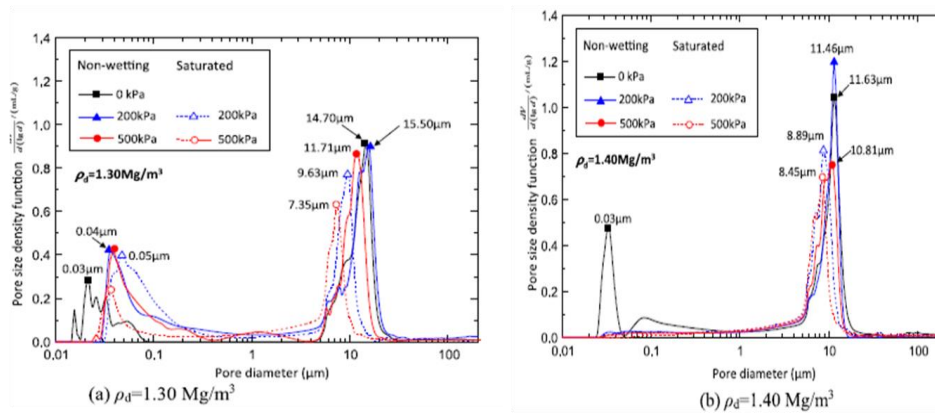 Non-wetting Saturated
0 kPa
200kPa 200kPa
500kPa 500kPa
ρd=1.30Mg/m³
14.70μm
15.50μm
11.71μm
9.63μm
7.35μm
0.04μm
0.05μm
0.03μm
1,4
1,2
1,0
0,8
0,6
0,4
0,2
0,0
0,01 0,1 1 10 100
Pore size density function /(mL/g)
Pore diameter (μm)
(a) ρd=1.30 Mg/m³
Non-wetting Saturated
0 kPa
200kPa 200kPa
500kPa 500kPa
ρd=1.40Mg/m³
11.46μm
11.63μm
8.89μm
10.81μm
8.45μm
0.03μm
1,4
1,2
1,0
0,8
0,6
0,4
0,2
0,0
0,01 0,1 1 10 100
Pore size density function dV/d(lg d) /(mL/g)
Pore diameter (μm)
(b) ρd=1.40 Mg/m³